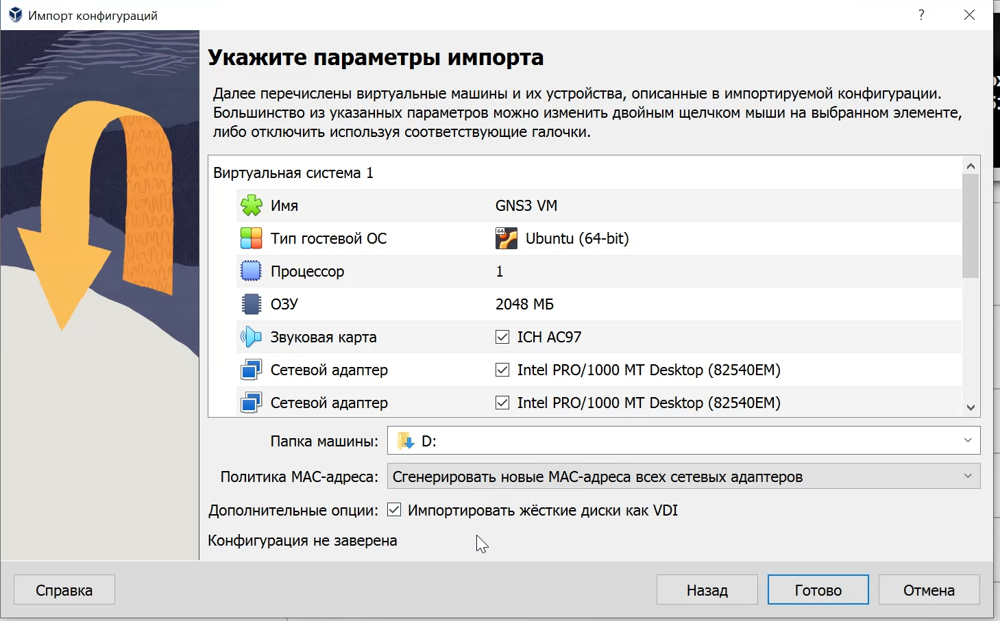 Импорт конфигураций
?
Укажите параметры импорта
Далее перечислены виртуальные машины и их устройства, описанные в импортируемой конфигурации.
Большинство из указанных параметров можно изменить двойным щелчком мыши на выбранном элементе,
либо отключить используя соответствующие галочки.
Виртуальная система 1
Имя GNS3 VM
Тип гостевой ОС 64 Ubuntu (64-bit)
Процессор 1
ОЗУ 2048 МБ
Звуковая карта ICH AC97
Сетевой адаптер Intel PRO/1000 MT Desktop (82540EM)
Сетевой адаптер Intel PRO/1000 MT Desktop (82540EM)
Папка машины: D:
Политика MAC-адреса: Сгенерировать новые MAC-адреса всех сетевых адаптеров
Дополнительные опции: Импортировать жёсткие диски как VDI
Конфигурация не заверена
Справка Назад Готово Отмена